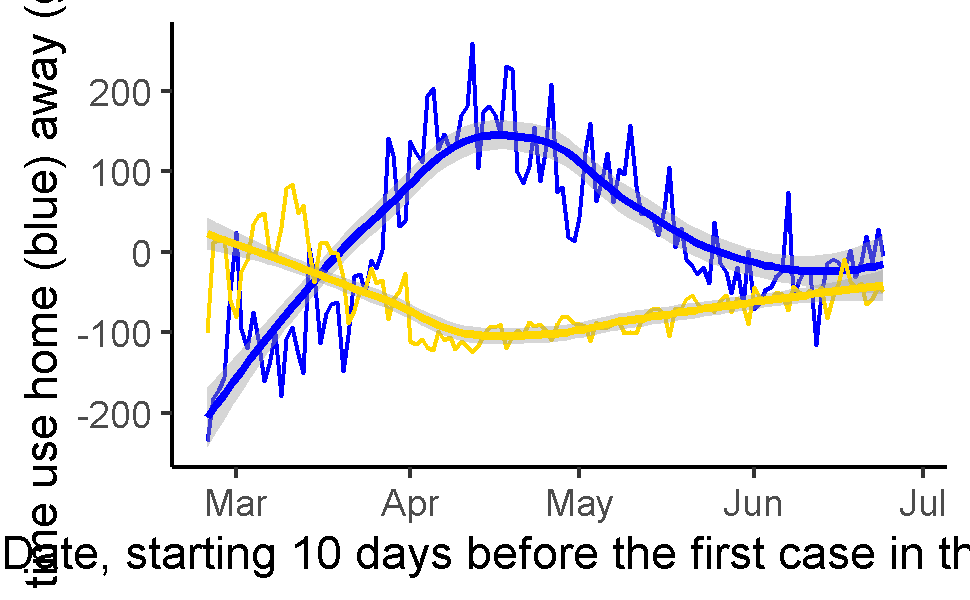 time use home (blue) away (
200
100
0
-100
-200
Mar Apr May Jun Jul
Date, starting 10 days before the first case in th